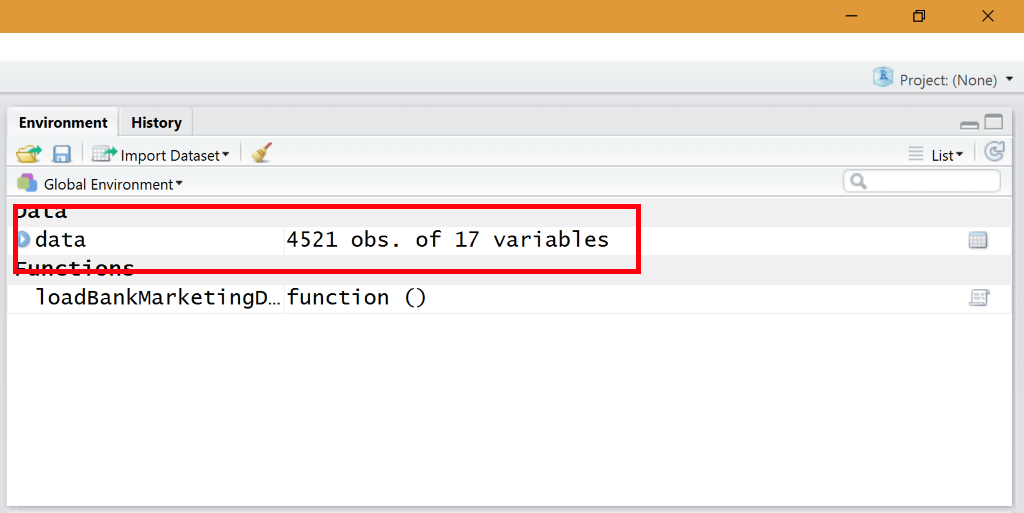 Project: (None)
Environment History
Import Dataset List
Global Environment
Data
data 4521 obs. of 17 variables
Functions
loadBankMarketingD… function ()